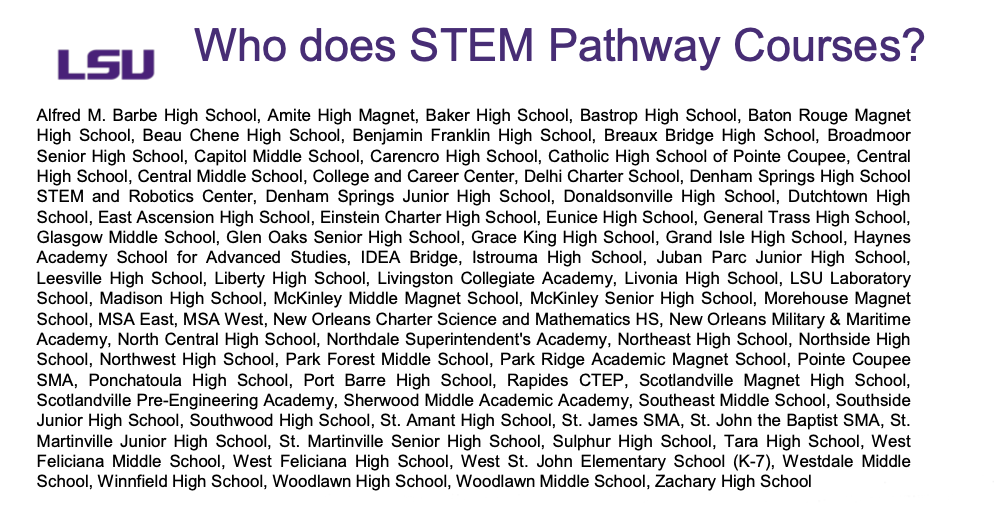 LSU
Who does STEM Pathway Courses?
Alfred M. Barbe High School, Amite High Magnet, Baker High School, Bastrop High School, Baton Rouge Magnet
High School, Beau Chene High School, Benjamin Franklin High School, Breaux Bridge High School, Broadmoor
Senior High School, Capitol Middle School, Carencro High School, Catholic High School of Pointe Coupee, Central
High School, Central Middle School, College and Career Center, Delhi Charter School, Denham Springs High School
STEM and Robotics Center, Denham Springs Junior High School, Donaldsonville High School, Dutchtown High
School, East Ascension High School, Einstein Charter High School, Eunice High School, General Trass High School,
Glasgow Middle School, Glen Oaks Senior High School, Grace King High School, Grand Isle High School, Haynes
Academy School for Advanced Studies, IDEA Bridge, Istrouma High School, Juban Parc Junior High School,
Leesville High School, Liberty High School, Livingston Collegiate Academy, Livonia High School, LSU Laboratory
School, Madison High School, McKinley Middle Magnet School, McKinley Senior High School, Morehouse Magnet
School, MSA East, MSA West, New Orleans Charter Science and Mathematics HS, New Orleans Military & Maritime
Academy, North Central High School, Northdale Superintendent's Academy, Northeast High School, Northside High
School, Northwest High School, Park Forest Middle School, Park Ridge Academic Magnet School, Pointe Coupee
SMA, Ponchatoula High School, Port Barre High School, Rapides CTEP, Scotlandville Magnet High School,
Scotlandville Pre-Engineering Academy, Sherwood Middle Academic Academy, Southeast Middle School, Southside
Junior High School, Southwood High School, St. Amant High School, St. James SMA, St. John the Baptist SMA, St.
Martinville Junior High School, St. Martinville Senior High School, Sulphur High School, Tara High School, West
Feliciana Middle School, West Feliciana High School, West St. John Elementary School (K-7), Westdale Middle
School, Winnfield High School, Woodlawn High School, Woodlawn Middle School, Zachary High School